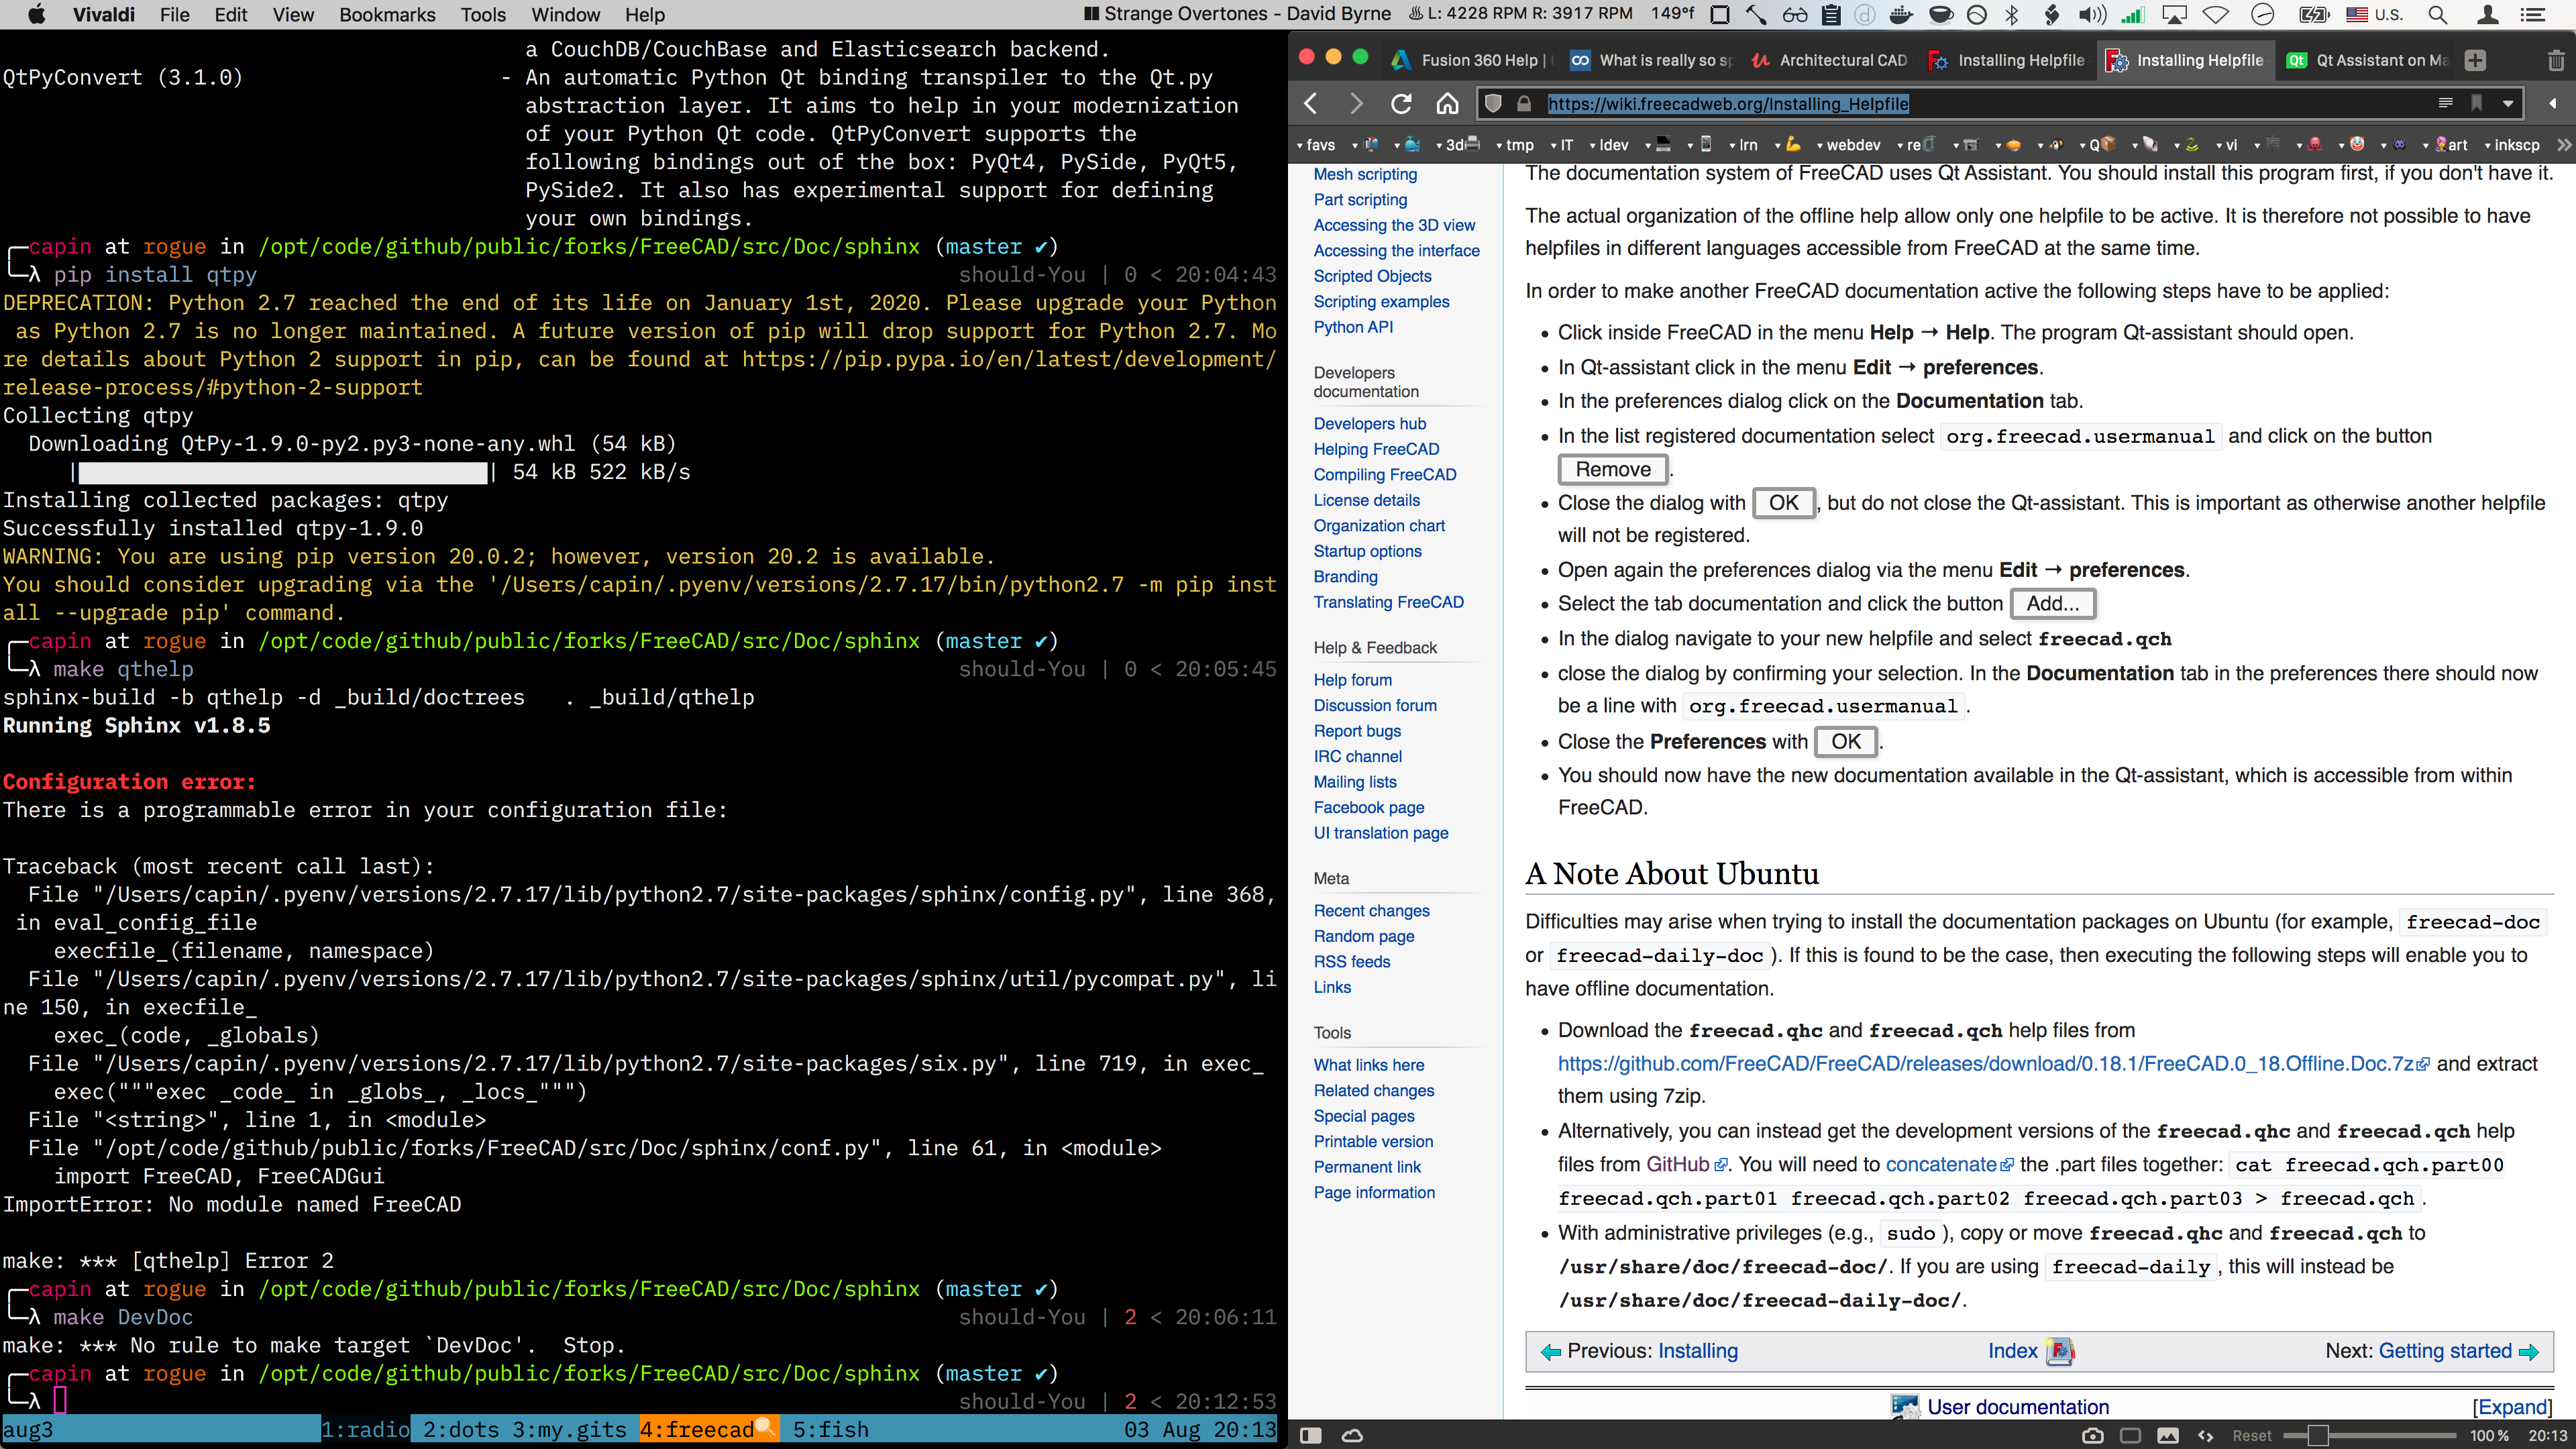 Vivaldi File Edit View Bookmarks Tools Window Help
Strange Overtones - David Byrne L: 4228 RPM R: 3917 RPM 149°f U.S.
a CouchDB/CouchBase and Elasticsearch backend.
QtPyConvert (3.1.0) - An automatic Python Qt binding transpiler to the Qt.py
abstraction layer. It aims to help in your modernization
of your Python Qt code. QtPyConvert supports the
following bindings out of the box: PyQt4, PySide, PyQt5,
PySide2. It also has experimental support for defining
your own bindings.
capin at rogue in /opt/code/github/public/forks/FreeCAD/src/Doc/sphinx (master ✔)
λ pip install qtpy should-You | 0 < 20:04:43
DEPRECATION: Python 2.7 reached the end of its life on January 1st, 2020. Please upgrade your Python
as Python 2.7 is no longer maintained. A future version of pip will drop support for Python 2.7. Mo
re details about Python 2 support in pip, can be found at https://pip.pypa.io/en/latest/development/
release-process/#python-2-support
Collecting qtpy
Downloading QtPy-1.9.0-py2.py3-none-any.whl (54 kB)
| | 54 kB 522 kB/s
Installing collected packages: qtpy
Successfully installed qtpy-1.9.0
WARNING: You are using pip version 20.0.2; however, version 20.2 is available.
You should consider upgrading via the '/Users/capin/.pyenv/versions/2.7.17/bin/python2.7 -m pip inst
all --upgrade pip' command.
capin at rogue in /opt/code/github/public/forks/FreeCAD/src/Doc/sphinx (master ✔)
λ make qthelp should-You | 0 < 20:05:45
sphinx-build -b qthelp -d _build/doctrees . _build/qthelp
Running Sphinx v1.8.5
Configuration error:
There is a programmable error in your configuration file:
Traceback (most recent call last):
File "/Users/capin/.pyenv/versions/2.7.17/lib/python2.7/site-packages/sphinx/config.py", line 368,
in eval_config_file
execfile_(filename, namespace)
File "/Users/capin/.pyenv/versions/2.7.17/lib/python2.7/site-packages/sphinx/util/pycompat.py", li
ne 150, in execfile_
exec_(code, _globals)
File "/Users/capin/.pyenv/versions/2.7.17/lib/python2.7/site-packages/six.py", line 719, in exec_
exec("""exec _code_ in _globs_, _locs_""")
File "<string>", line 1, in <module>
File "/opt/code/github/public/forks/FreeCAD/src/Doc/sphinx/conf.py", line 61, in <module>
import FreeCAD, FreeCADGui
ImportError: No module named FreeCAD
make: *** [qthelp] Error 2
capin at rogue in /opt/code/github/public/forks/FreeCAD/src/Doc/sphinx (master ✔)
λ make DevDoc should-You | 2 < 20:06:11
make: *** No rule to make target `DevDoc'. Stop.
capin at rogue in /opt/code/github/public/forks/FreeCAD/src/Doc/sphinx (master ✔)
λ should-You | 2 < 20:12:53
aug3 1:radio 2:dots 3:my.gits 4:freecad 5:fish 03 Aug 20:13
Fusion 360 Help | What is really so sp Architectural CAD Installing Helpfile Installing Helpfile Qt Assistant on Ma
https://wiki.freecadweb.org/Installing_Helpfile
favs 3d tmp IT ldev lrn webdev re Q vi art inkscp
Mesh scripting
Part scripting
Accessing the 3D view
Accessing the interface
Scripted Objects
Scripting examples
Python API
Developers
documentation
Developers hub
Helping FreeCAD
Compiling FreeCAD
License details
Organization chart
Startup options
Branding
Translating FreeCAD
Help & Feedback
Help forum
Discussion forum
Report bugs
IRC channel
Mailing lists
Facebook page
UI translation page
Meta
Recent changes
Random page
RSS feeds
Links
Tools
What links here
Related changes
Special pages
Printable version
Permanent link
Page information
The documentation system of FreeCAD uses Qt Assistant. You should install this program first, if you don't have it.
The actual organization of the offline help allow only one helpfile to be active. It is therefore not possible to have
helpfiles in different languages accessible from FreeCAD at the same time.
In order to make another FreeCAD documentation active the following steps have to be applied:
• Click inside FreeCAD in the menu Help → Help. The program Qt-assistant should open.
• In Qt-assistant click in the menu Edit → preferences.
• In the preferences dialog click on the Documentation tab.
• In the list registered documentation select org.freecad.usermanual and click on the button
Remove .
• Close the dialog with OK , but do not close the Qt-assistant. This is important as otherwise another helpfile
will not be registered.
• Open again the preferences dialog via the menu Edit → preferences.
• Select the tab documentation and click the button Add...
• In the dialog navigate to your new helpfile and select freecad.qch
• close the dialog by confirming your selection. In the Documentation tab in the preferences there should now
be a line with org.freecad.usermanual .
• Close the Preferences with OK .
• You should now have the new documentation available in the Qt-assistant, which is accessible from within
FreeCAD.
A Note About Ubuntu
Difficulties may arise when trying to install the documentation packages on Ubuntu (for example, freecad-doc
or freecad-daily-doc ). If this is found to be the case, then executing the following steps will enable you to
have offline documentation.
• Download the freecad.qhc and freecad.qch help files from
https://github.com/FreeCAD/FreeCAD/releases/download/0.18.1/FreeCAD.0_18.Offline.Doc.7z and extract
them using 7zip.
• Alternatively, you can instead get the development versions of the freecad.qhc and freecad.qch help
files from GitHub . You will need to concatenate the .part files together: cat freecad.qch.part00
freecad.qch.part01 freecad.qch.part02 freecad.qch.part03 > freecad.qch .
• With administrative privileges (e.g., sudo ), copy or move freecad.qhc and freecad.qch to
/usr/share/doc/freecad-doc/. If you are using freecad-daily , this will instead be
/usr/share/doc/freecad-daily-doc/.
Previous: Installing Index Next: Getting started
User documentation [Expand]
Reset 100 % 20:13